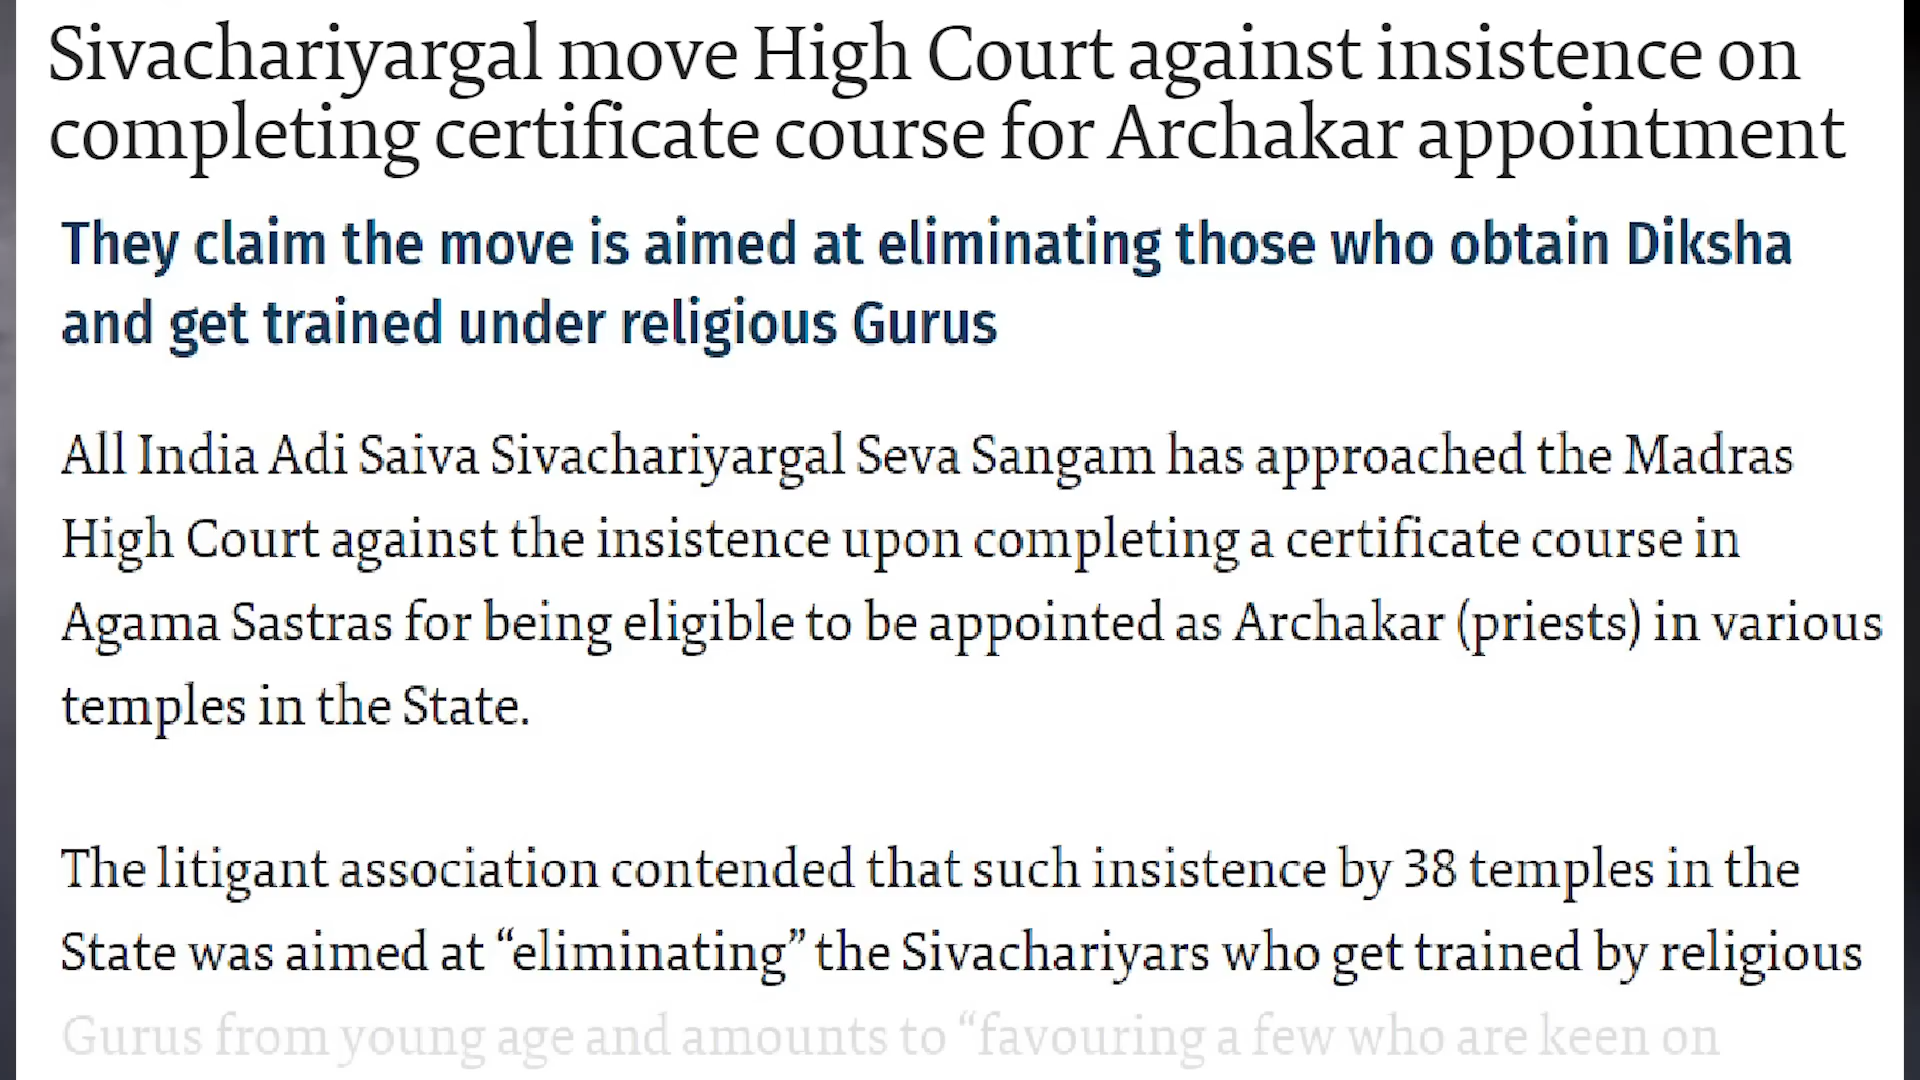 Sivachariyargal move High Court against insistence on
completing certificate course for Archakar appointment
They claim the move is aimed at eliminating those who obtain Diksha
and get trained under religious Gurus
All India Adi Saiva Sivachariyargal Seva Sangam has approached the Madras
High Court against the insistence upon completing a certificate course in
Agama Sastras for being eligible to be appointed as Archakar (priests) in various
temples in the State.
The litigant association contended that such insistence by 38 temples in the
State was aimed at “eliminating” the Sivachariyars who get trained by religious
Gurus from young age and amounts to “favouring a few who are keen on